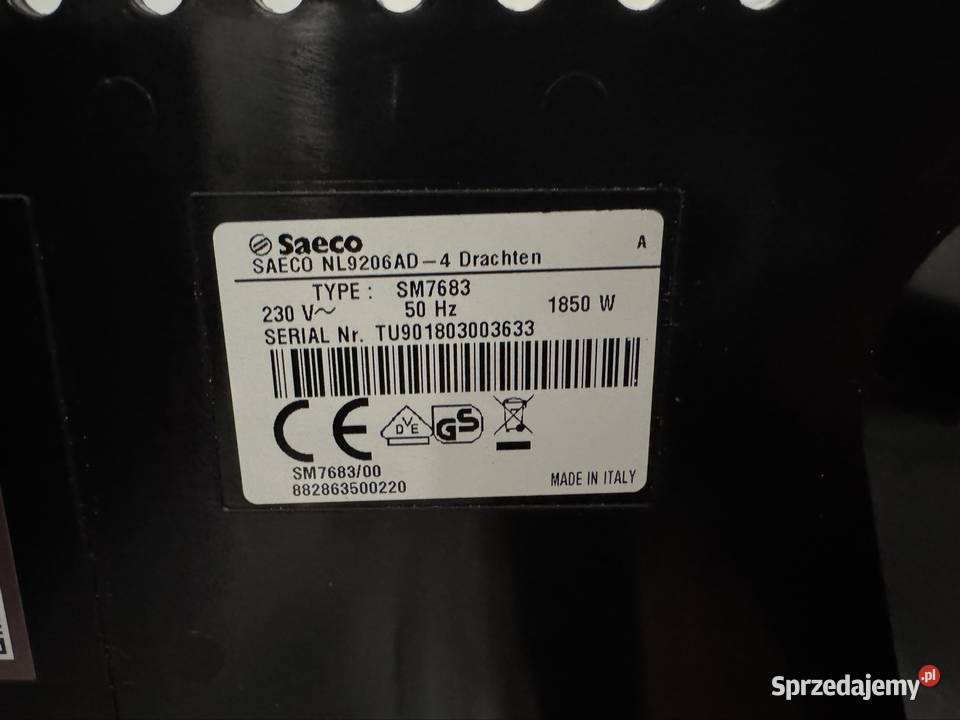 Saeco
A
SAECO NL9206AD-4 Drachten
TYPE : SM7683
230 V~ 50 Hz 1850 W
SERIAL Nr. TU901803003633
CE DVE GS
SM7683/00
882863500220
MADE IN ITALY
Sprzedajemy.pl